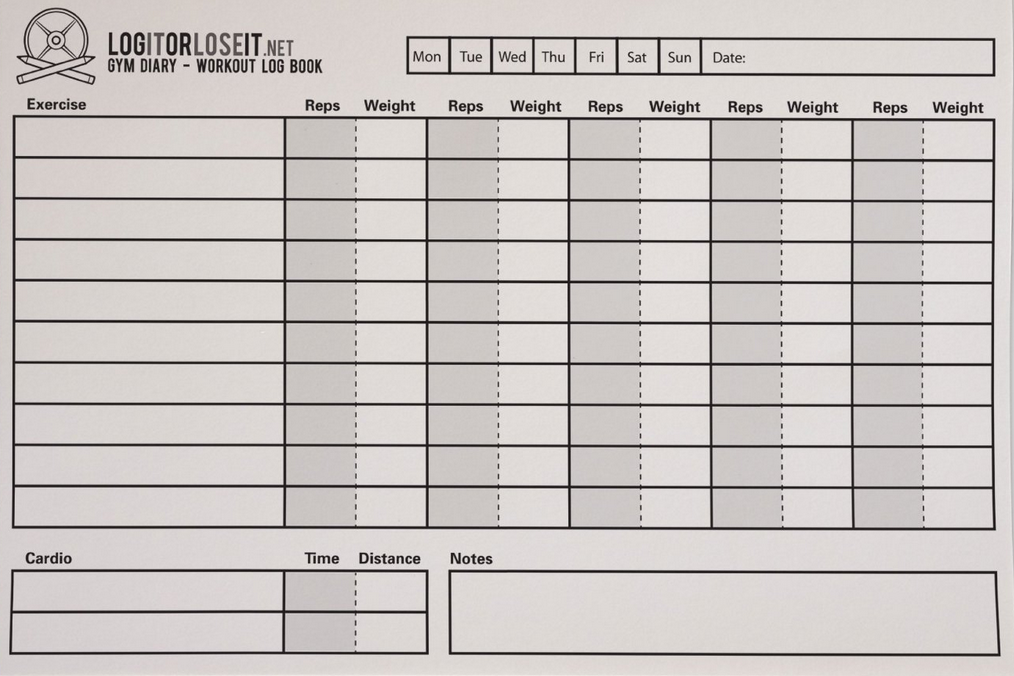 LOGITORLOSEIT.NET
GYM DIARY - WORKOUT LOG BOOK
Mon Tue Wed Thu Fri Sat Sun Date:
Exercise Reps Weight Reps Weight Reps Weight Reps Weight Reps Weight
Cardio Time Distance Notes